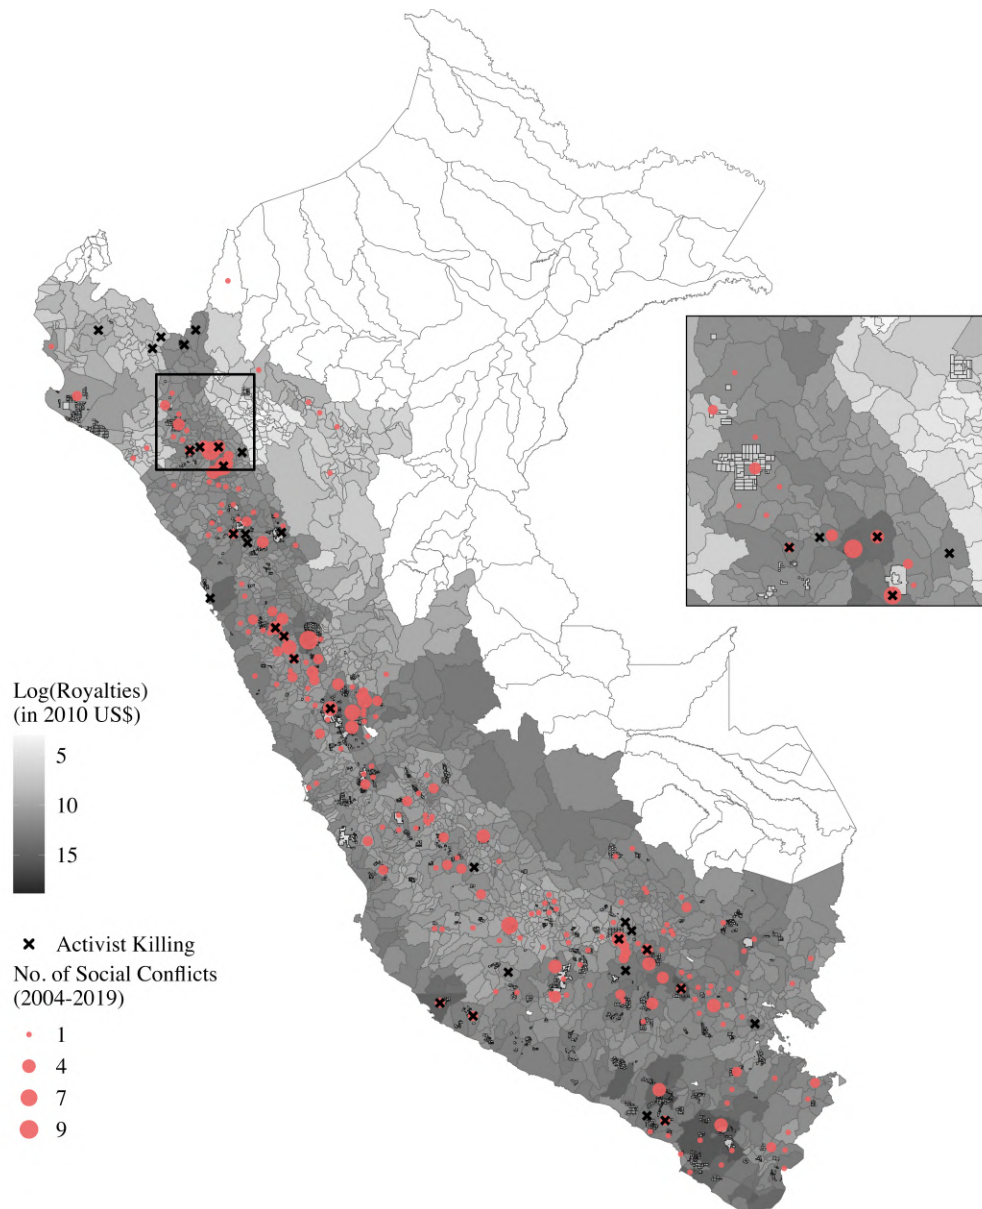 Log(Royalties)
(in 2010 US$)
5
10
15
Activist Killing
No. of Social Conflicts
(2004-2019)
1
4
7
9